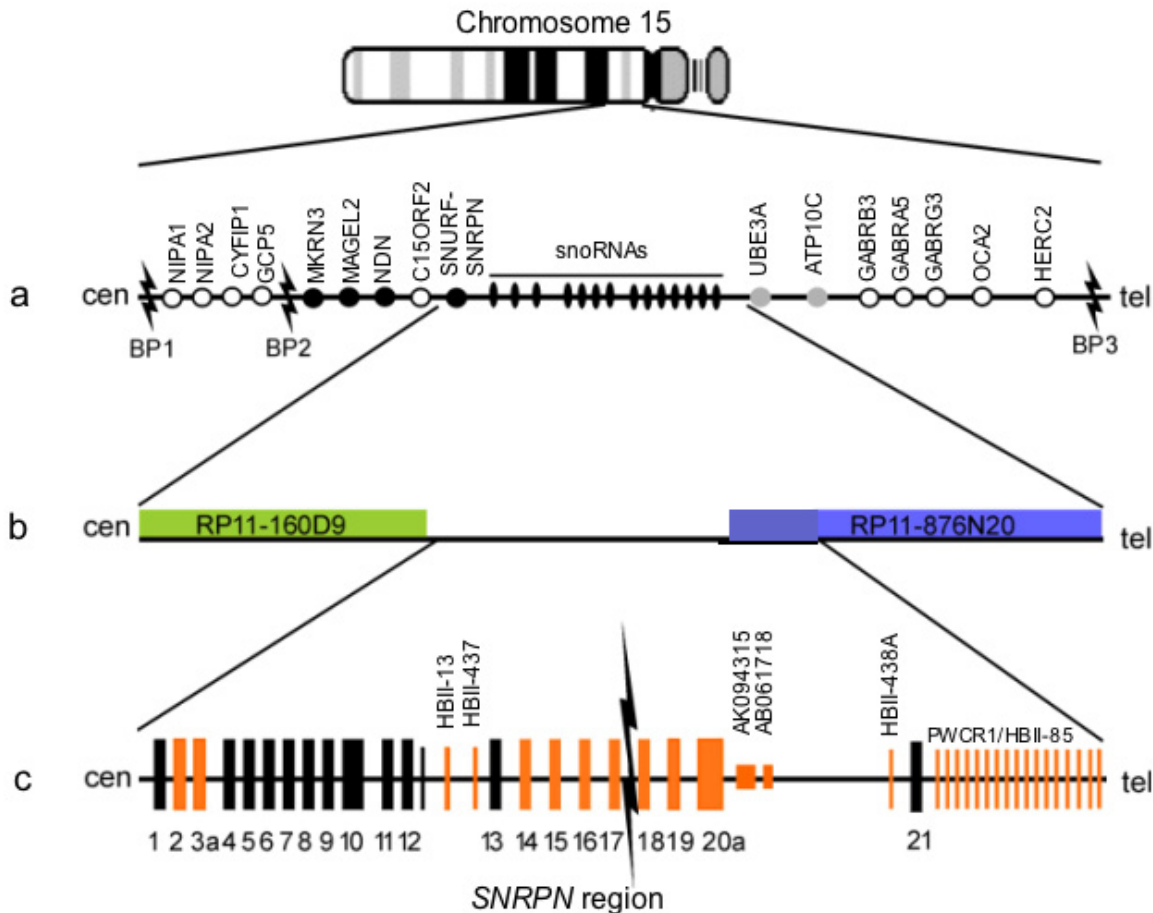 Chromosome 15
NIPA1
NIPA2
CYFIP1
GCP5
MKRN3
MAGEL2
NDN
C15ORF2
SNURF-
SNRPN
snoRNAs
UBE3A
ATP10C
GABRB3
GABRA5
GABRG3
OCA2
HERC2
a cen tel
BP1 BP2 BP3
b cen RP11-160D9 RP11-876N20 tel
HBII-13
HBII-437
AK094315
AB061718
HBII-438A
PWCR1/HBII-85
c cen tel
1 2 3a 4 5 6 7 8 9 10 11 12 13 14 15 16 17 18 19 20a 21
SNRPN region